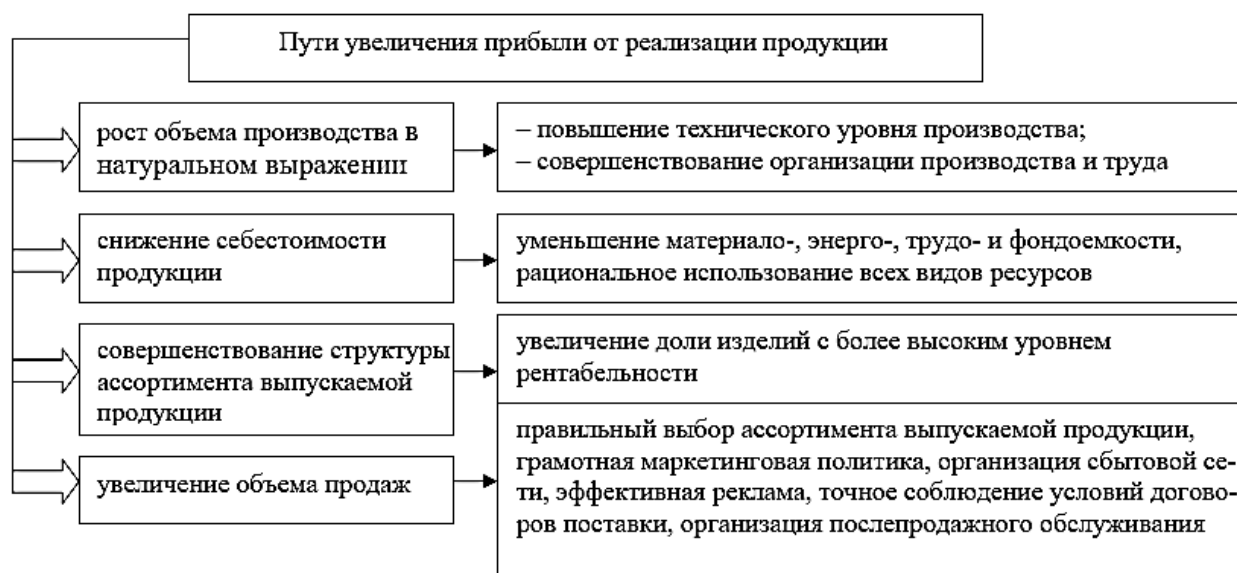 Пути увеличения прибыли от реализации продукции
рост объема производства в
натуральном выражении
– повышение технического уровня производства;
– совершенствование организации производства и труда
снижение себестоимости
продукции
уменьшение материало-, энерго-, трудо- и фондоемкости,
рациональное использование всех видов ресурсов
совершенствование структуры
ассортимента выпускаемой
продукции
увеличение доли изделий с более высоким уровнем
рентабельности
увеличение объема продаж
правильный выбор ассортимента выпускаемой продукции,
грамотная маркетинговая политика, организация сбытовой се-
ти, эффективная реклама, точное соблюдение условий догово-
ров поставки, организация послепродажного обслуживания